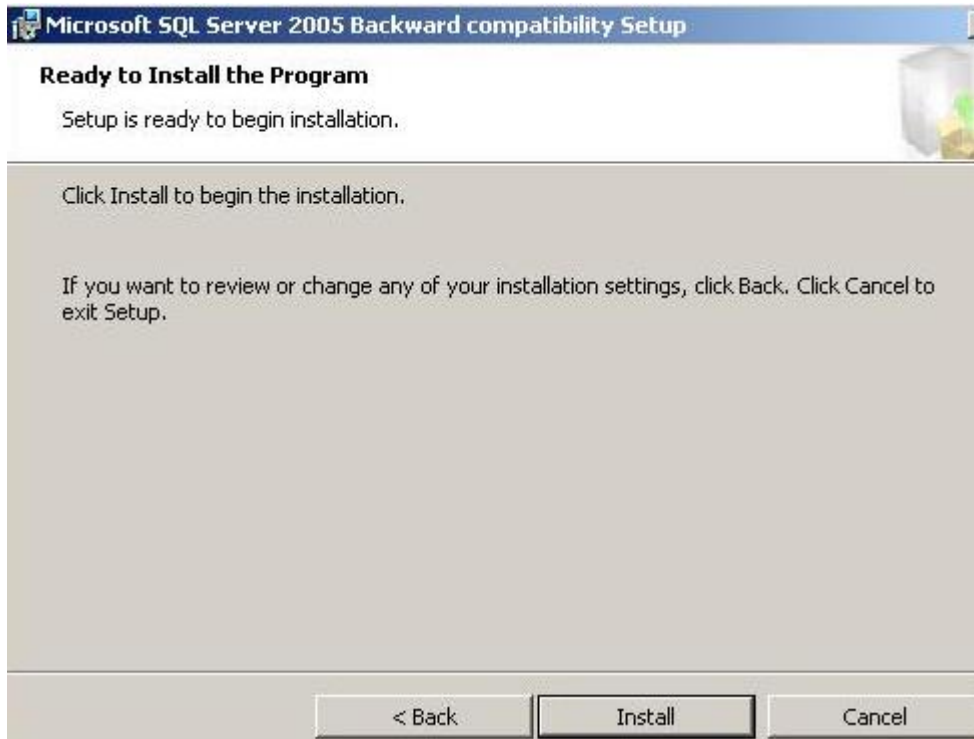 Microsoft SQL Server 2005 Backward compatibility Setup
Ready to Install the Program
Setup is ready to begin installation.
Click Install to begin the installation.
If you want to review or change any of your installation settings, click Back. Click Cancel to
exit Setup.
< Back
Install
Cancel